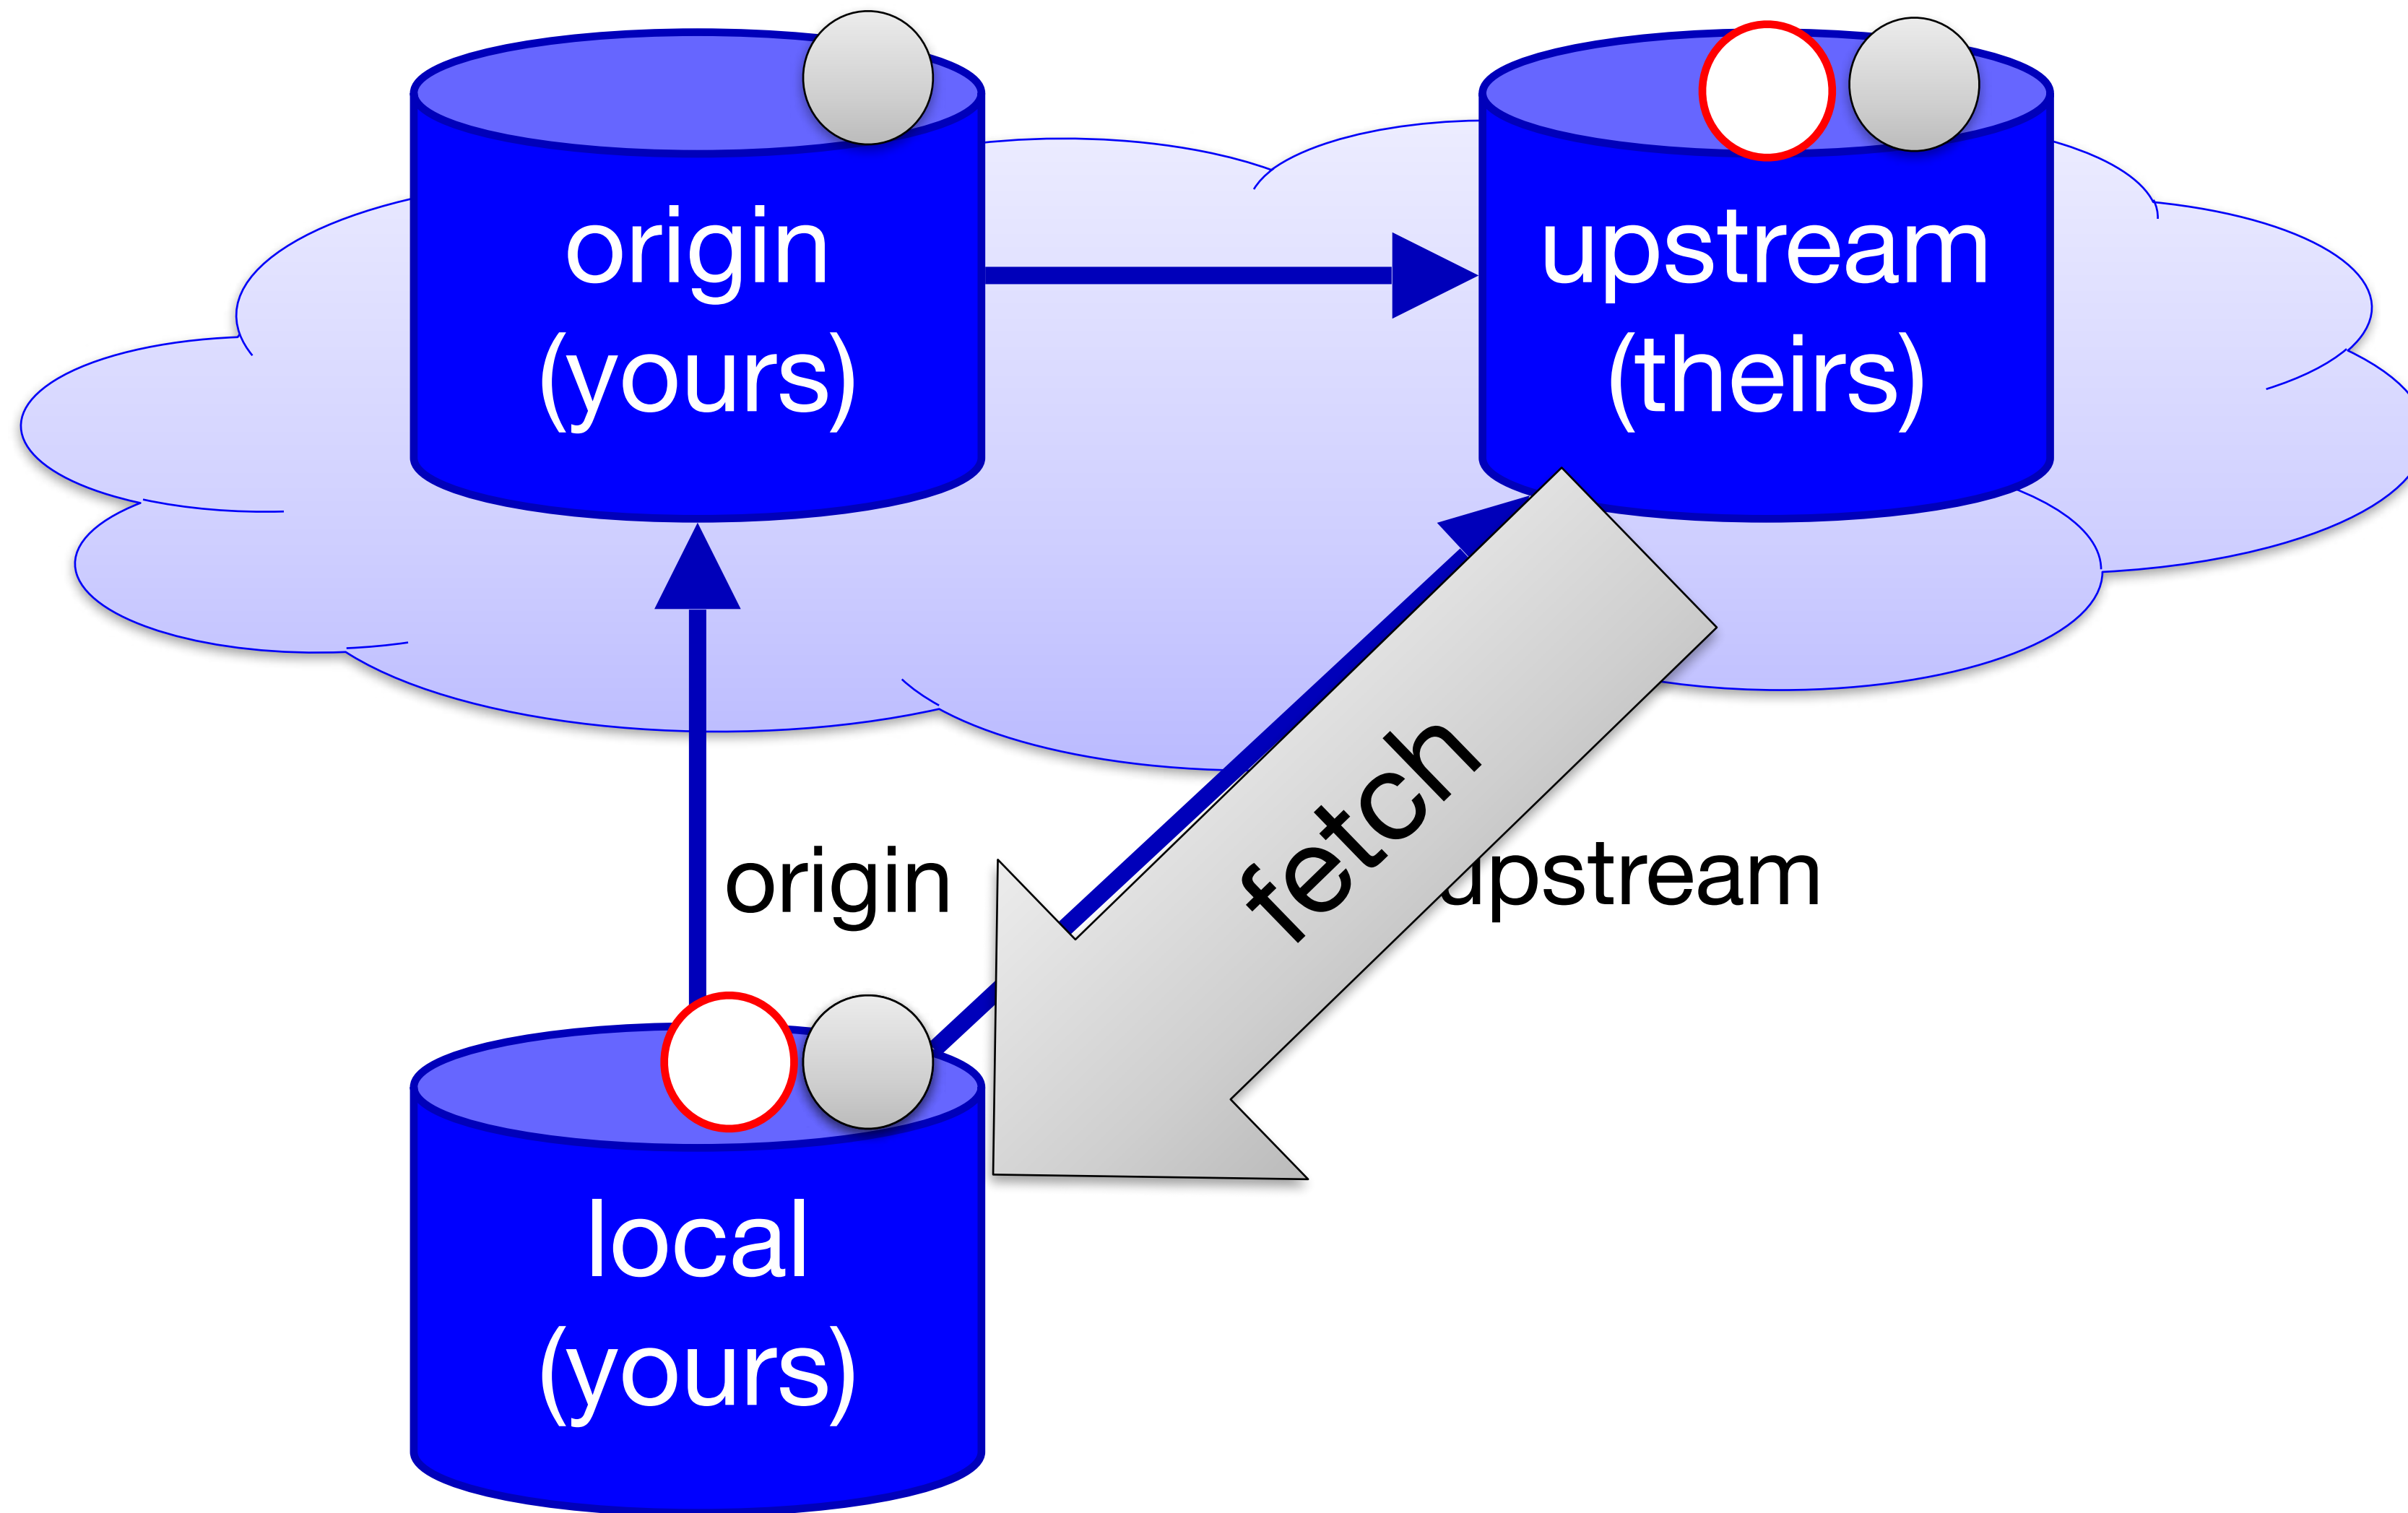 origin
(yours)
upstream
(theirs)
fetch
origin
upstream
local
(yours)